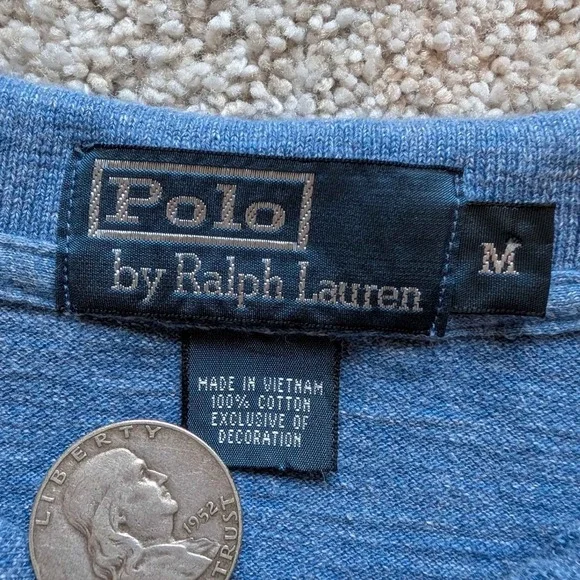 Polo
by Ralph Lauren
M
MADE IN VIETNAM
100% COTTON
EXCLUSIVE OF
DECORATION
LIBERTY
1952
TRUST